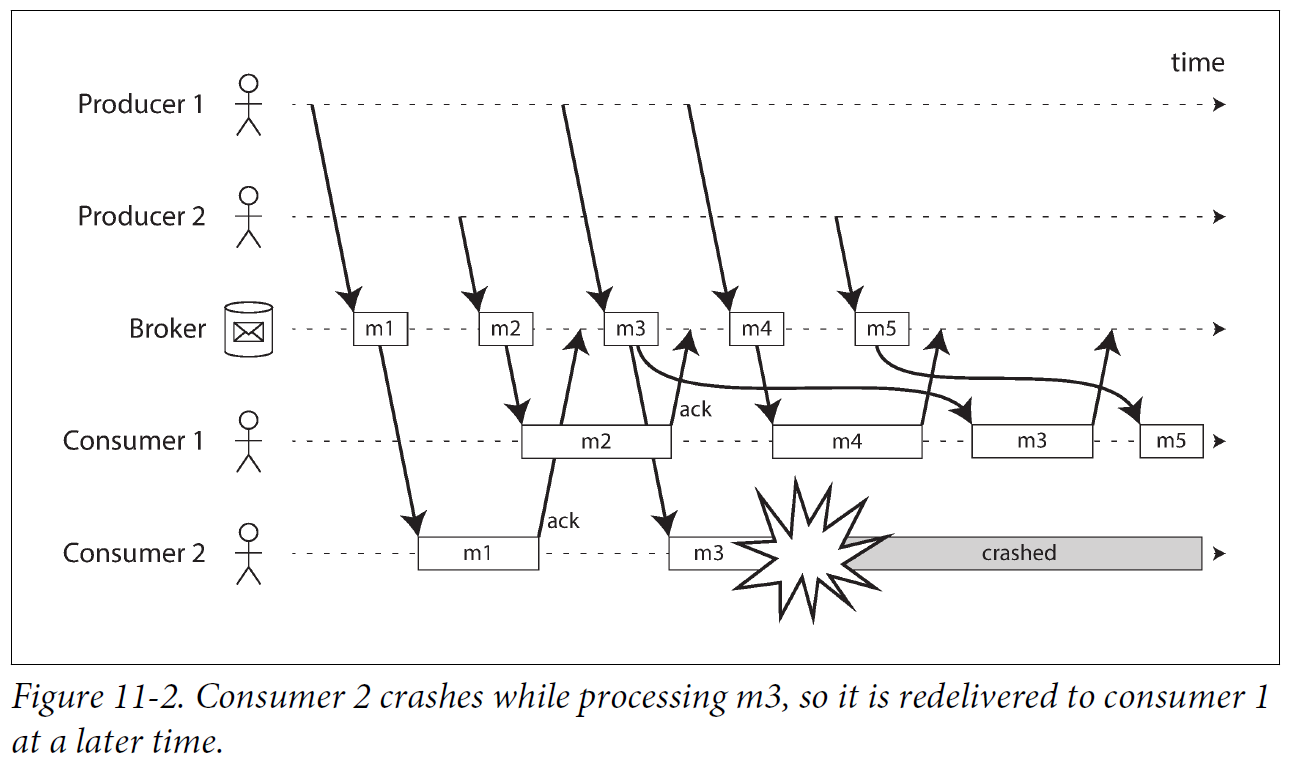 time
Producer 1
Producer 2
Broker
m1
m2
m3
m4
m5
ack
Consumer 1
m2
m4
m3
m5
ack
Consumer 2
m1
m3
crashed
Figure 11-2. Consumer 2 crashes while processing m3, so it is redelivered to consumer 1
at a later time.